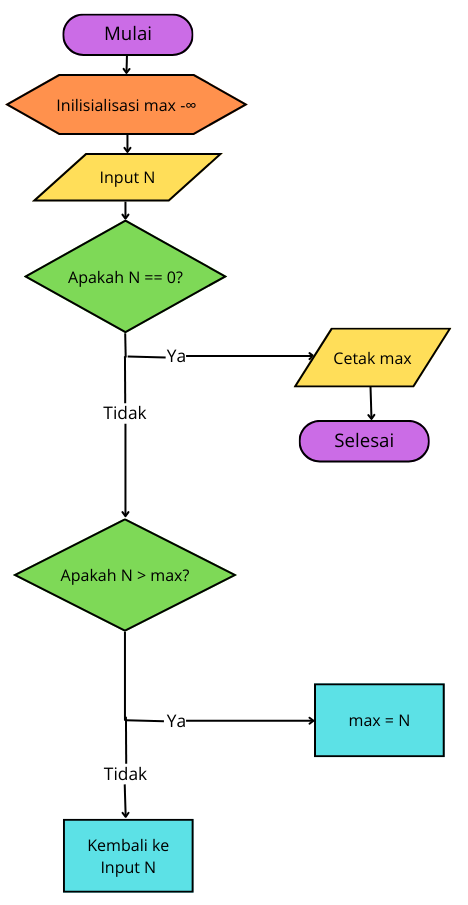 Mulai
Inilisialisasi max -∞
Input N
Apakah N == 0?
Ya
Cetak max
Tidak
Selesai
Apakah N > max?
Ya
max = N
Tidak
Kembali ke
Input N